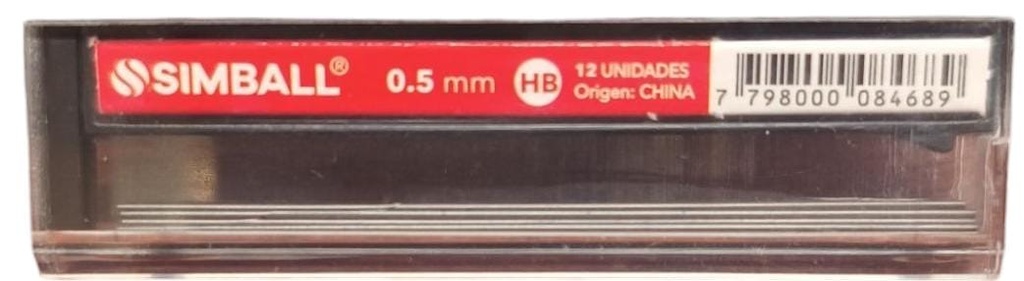 SIMBALL® 0.5 mm HB 12 UNIDADES
Origen: CHINA
7 798000 084689